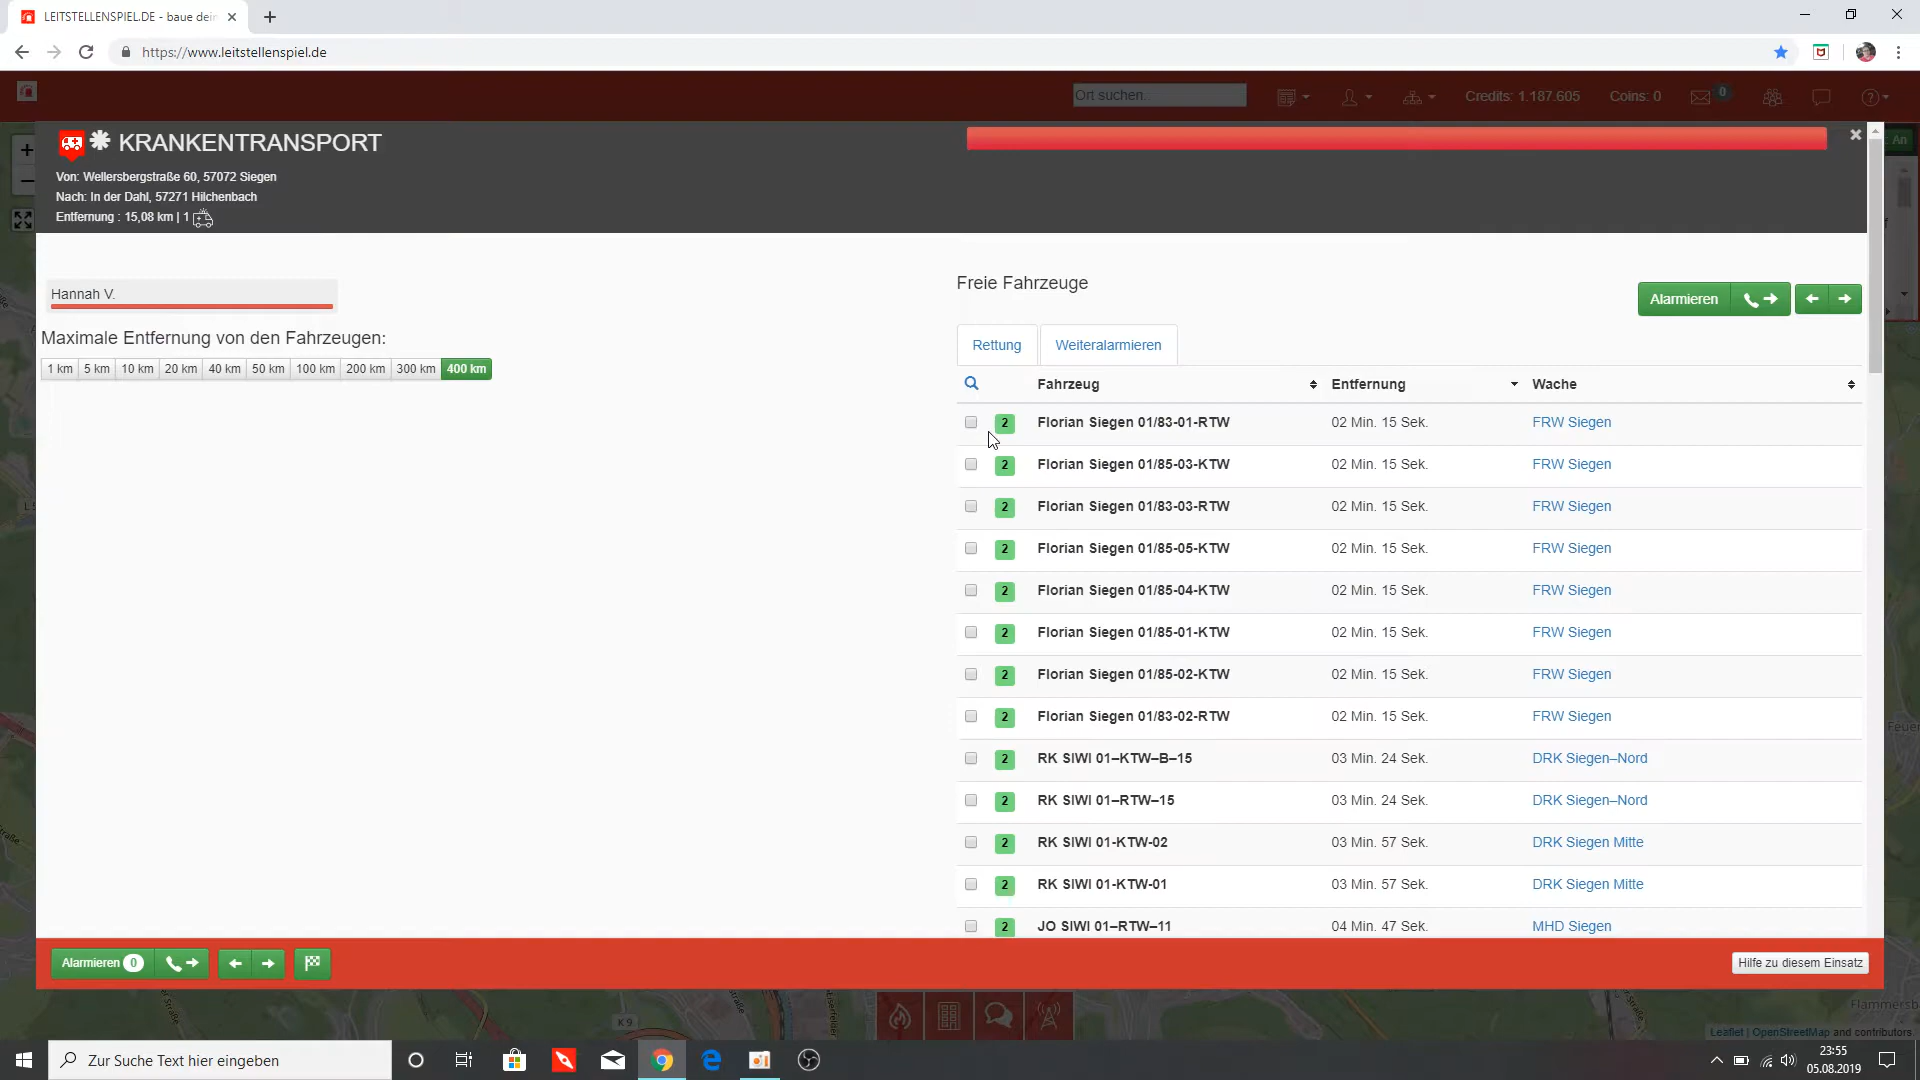 LEITSTELLENSPIEL.DE - baue dein
https://www.leitstellenspiel.de
Ort suchen..
Credits: 1.187.605
Coins: 0
0
KRANKENTRANSPORT
Von: Wellersbergstraße 60, 57072 Siegen
Nach: In der Dahl, 57271 Hilchenbach
Entfernung : 15,08 km | 1
An
Hannah V.
Maximale Entfernung von den Fahrzeugen:
1 km 5 km 10 km 20 km 40 km 50 km 100 km 200 km 300 km 400 km
Freie Fahrzeuge
Alarmieren
Rettung Weiteralarmieren
Fahrzeug Entfernung Wache
2 Florian Siegen 01/83-01-RTW 02 Min. 15 Sek. FRW Siegen
2 Florian Siegen 01/85-03-KTW 02 Min. 15 Sek. FRW Siegen
2 Florian Siegen 01/83-03-RTW 02 Min. 15 Sek. FRW Siegen
2 Florian Siegen 01/85-05-KTW 02 Min. 15 Sek. FRW Siegen
2 Florian Siegen 01/85-04-KTW 02 Min. 15 Sek. FRW Siegen
2 Florian Siegen 01/85-01-KTW 02 Min. 15 Sek. FRW Siegen
2 Florian Siegen 01/85-02-KTW 02 Min. 15 Sek. FRW Siegen
2 Florian Siegen 01/83-02-RTW 02 Min. 15 Sek. FRW Siegen
2 RK SIWI 01–KTW–B–15 03 Min. 24 Sek. DRK Siegen–Nord
2 RK SIWI 01–RTW–15 03 Min. 24 Sek. DRK Siegen–Nord
2 RK SIWI 01-KTW-02 03 Min. 57 Sek. DRK Siegen Mitte
2 RK SIWI 01-KTW-01 03 Min. 57 Sek. DRK Siegen Mitte
2 JO SIWI 01–RTW–11 04 Min. 47 Sek. MHD Siegen
Alarmieren 0
Hilfe zu diesem Einsatz
K 9
Leaflet | OpenStreetMap and contributors
Zur Suche Text hier eingeben
23:55
05.08.2019